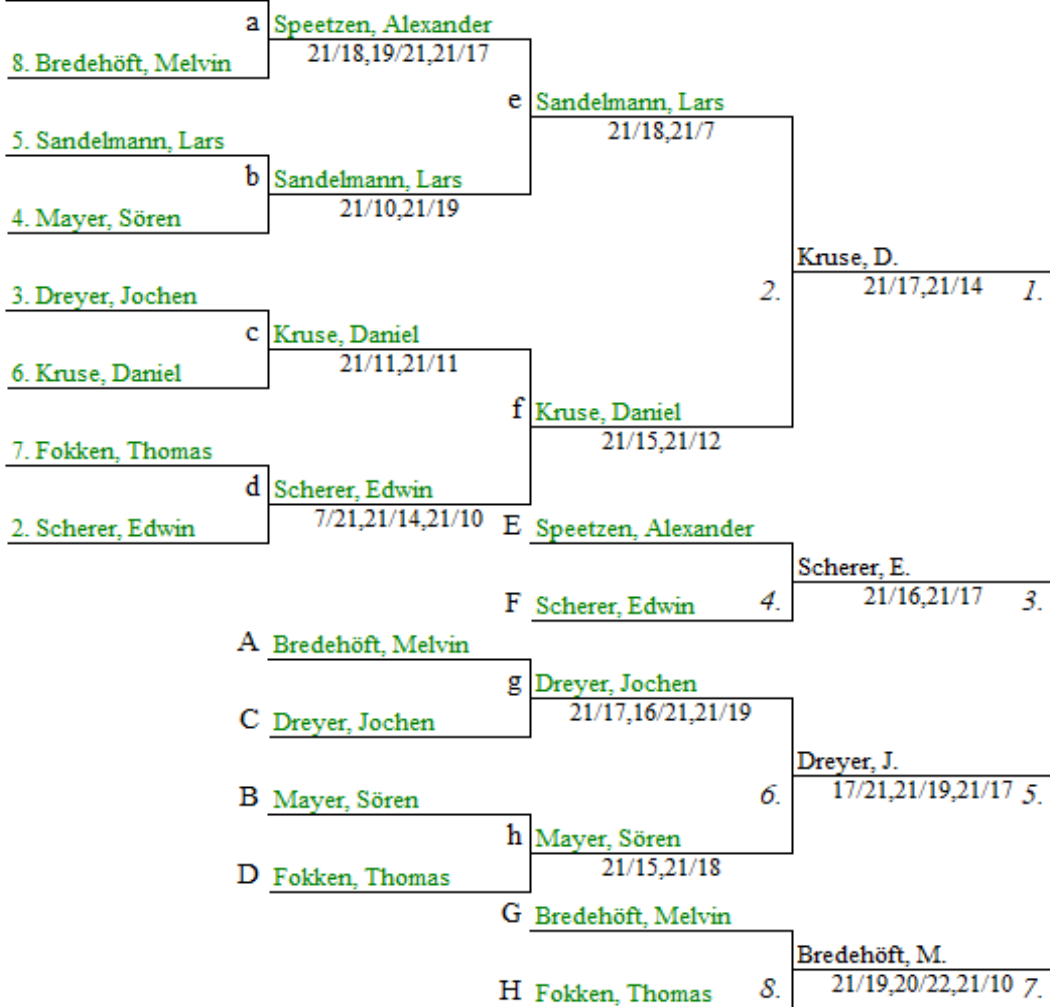 a Speetzen, Alexander
21/18,19/21,21/17
8. Bredehöft, Melvin
e Sandelmann, Lars
21/18,21/7
5. Sandelmann, Lars
b Sandelmann, Lars
21/10,21/19
4. Mayer, Sören
Kruse, D.
21/17,21/14
2.
1.
3. Dreyer, Jochen
c Kruse, Daniel
21/11,21/11
6. Kruse, Daniel
f Kruse, Daniel
21/15,21/12
7. Fokken, Thomas
d Scherer, Edwin
7/21,21/14,21/10
2. Scherer, Edwin
E Speetzen, Alexander
Scherer, E.
21/16,21/17
F Scherer, Edwin
4.
3.
A Bredehöft, Melvin
g Dreyer, Jochen
21/17,16/21,21/19
C Dreyer, Jochen
Dreyer, J.
17/21,21/19,21/17
6.
5.
B Mayer, Sören
h Mayer, Sören
21/15,21/18
D Fokken, Thomas
G Bredehöft, Melvin
Bredehöft, M.
21/19,20/22,21/10
H Fokken, Thomas
8.
7.